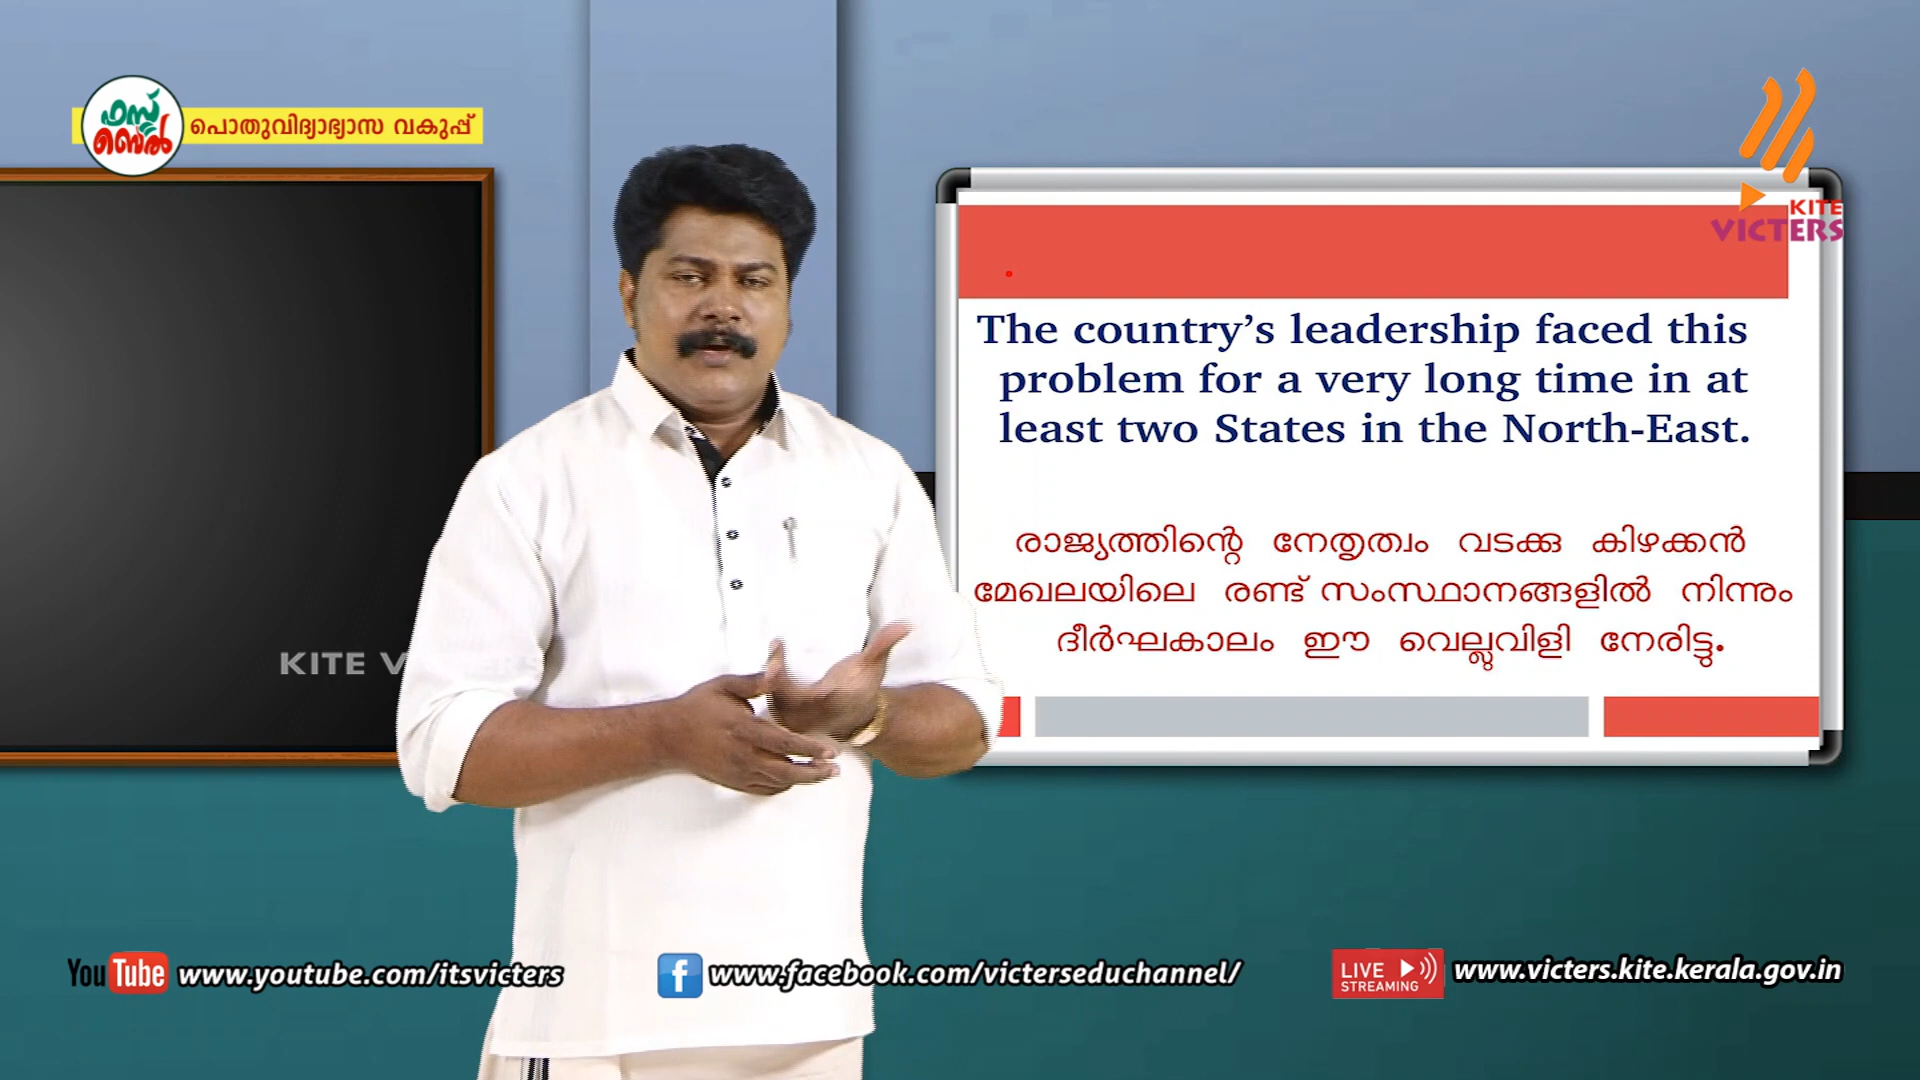 ഫസ്റ്റ്
ബെൽ
പൊതുവിദ്യാഭ്യാസ വകുപ്പ്
KITE
VICTERS
The country's leadership faced this
problem for a very long time in at
least two States in the North-East.
രാജ്യത്തിന്റെ നേതൃത്വം വടക്കു കിഴക്കൻ
മേഖലയിലെ രണ്ട് സംസ്ഥാനങ്ങളിൽ നിന്നും
ദീർഘകാലം ഈ വെല്ലുവിളി നേരിട്ടു.
KITE VICTERS
YouTube www.youtube.com/itsvicters
f www.facebook.com/victerseduchannel/
LIVE
STREAMING
www.victers.kite.kerala.gov.in